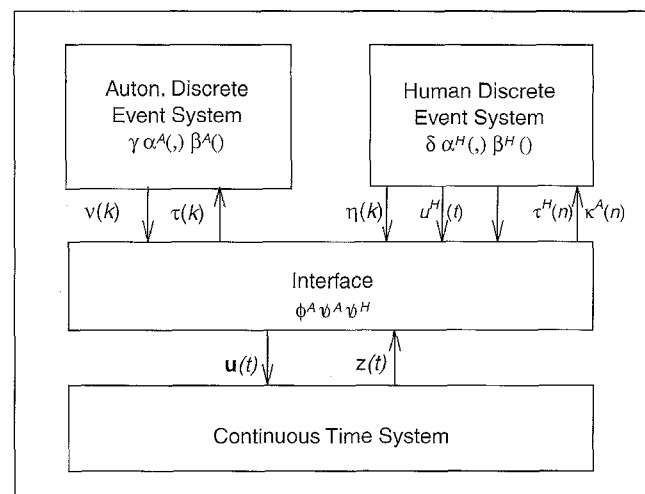 Auton. Discrete
Event System
γ α^A(,) β^A()
Human Discrete
Event System
δ α^H(,) β^H()
ν(k) τ(k)
η(k) u^H(t) τ^H(n) κ^A(n)
Interface
ϕ^A ψ^A ψ^H
u(t) z(t)
Continuous Time System